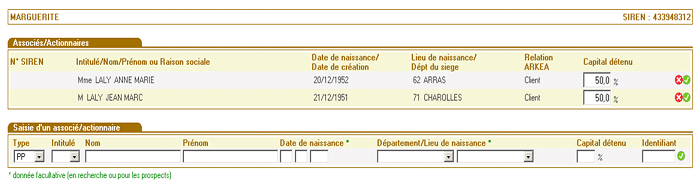 MARGUERITE SIREN : 433948312
Associés/Actionnaires
N° SIREN Intitulé/Nom/Prénom ou Raison sociale Date de naissance/ Lieu de naissance/ Relation Capital détenu
Date de création Dépt du siege ARKEA
Mme LALY ANNE MARIE 20/12/1952 62 ARRAS Client 50,0 %
M LALY JEAN MARC 21/12/1951 71 CHAROLLES Client 50,0 %
Saisie d'un associé/actionnaire
Type Intitulé Nom Prénom Date de naissance * Département/Lieu de naissance * Capital détenu Identifiant
PP %
* donnée facultative (en recherche ou pour les prospects)